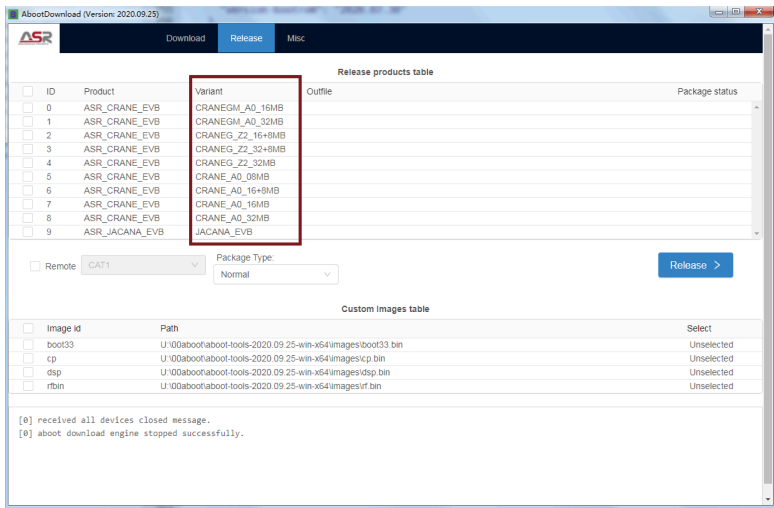 AbootDownload (Version: 2020.09.25)
ASR
Download Release Misc
Release products table
ID Product Variant Outfile Package status
0 ASR_CRANE_EVB CRANEGM_A0_16MB
1 ASR_CRANE_EVB CRANEGM_A0_32MB
2 ASR_CRANE_EVB CRANEG_Z2_16+8MB
3 ASR_CRANE_EVB CRANEG_Z2_32+8MB
4 ASR_CRANE_EVB CRANEG_Z2_32MB
5 ASR_CRANE_EVB CRANE_A0_08MB
6 ASR_CRANE_EVB CRANE_A0_16+8MB
7 ASR_CRANE_EVB CRANE_A0_16MB
8 ASR_CRANE_EVB CRANE_A0_32MB
9 ASR_JACANA_EVB JACANA_EVB
Package Type:
Remote CAT1 Normal Release >
Custom Images table
Image id Path Select
boot33 U:\00aboot\aboot-tools-2020.09.25-win-x64\images\boot33.bin Unselected
cp U:\00aboot\aboot-tools-2020.09.25-win-x64\images\cp.bin Unselected
dsp U:\00aboot\aboot-tools-2020.09.25-win-x64\images\dsp.bin Unselected
rfbin U:\00aboot\aboot-tools-2020.09.25-win-x64\images\rf.bin Unselected
[0] received all devices closed message.
[0] aboot download engine stopped successfully.